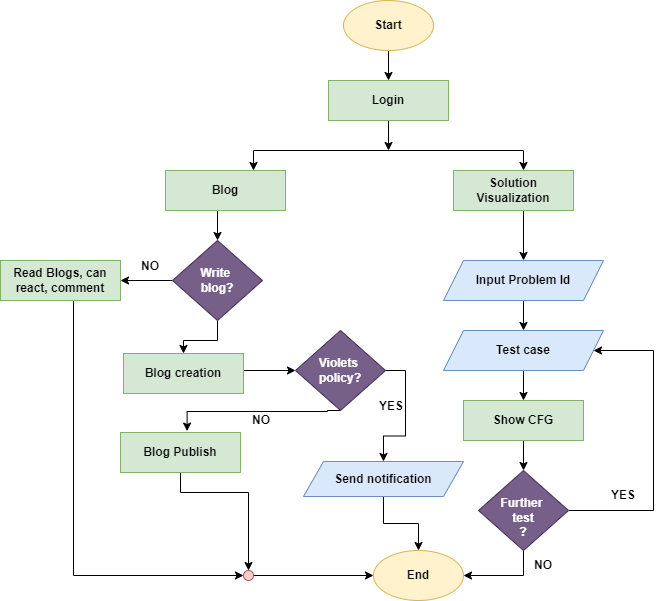 Start
Login
Blog
Solution
Visualization
Write
blog?
NO
Read Blogs, can
react, comment
Input Problem Id
Test case
Blog creation
Violets
policy?
YES
NO
Blog Publish
Show CFG
Send notification
Further
test
?
YES
NO
End